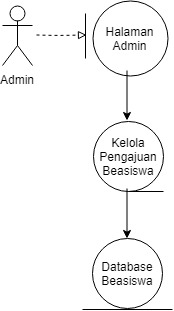 Halaman
Admin
Admin
Kelola
Pengajuan
Beasiswa
Database
Beasiswa